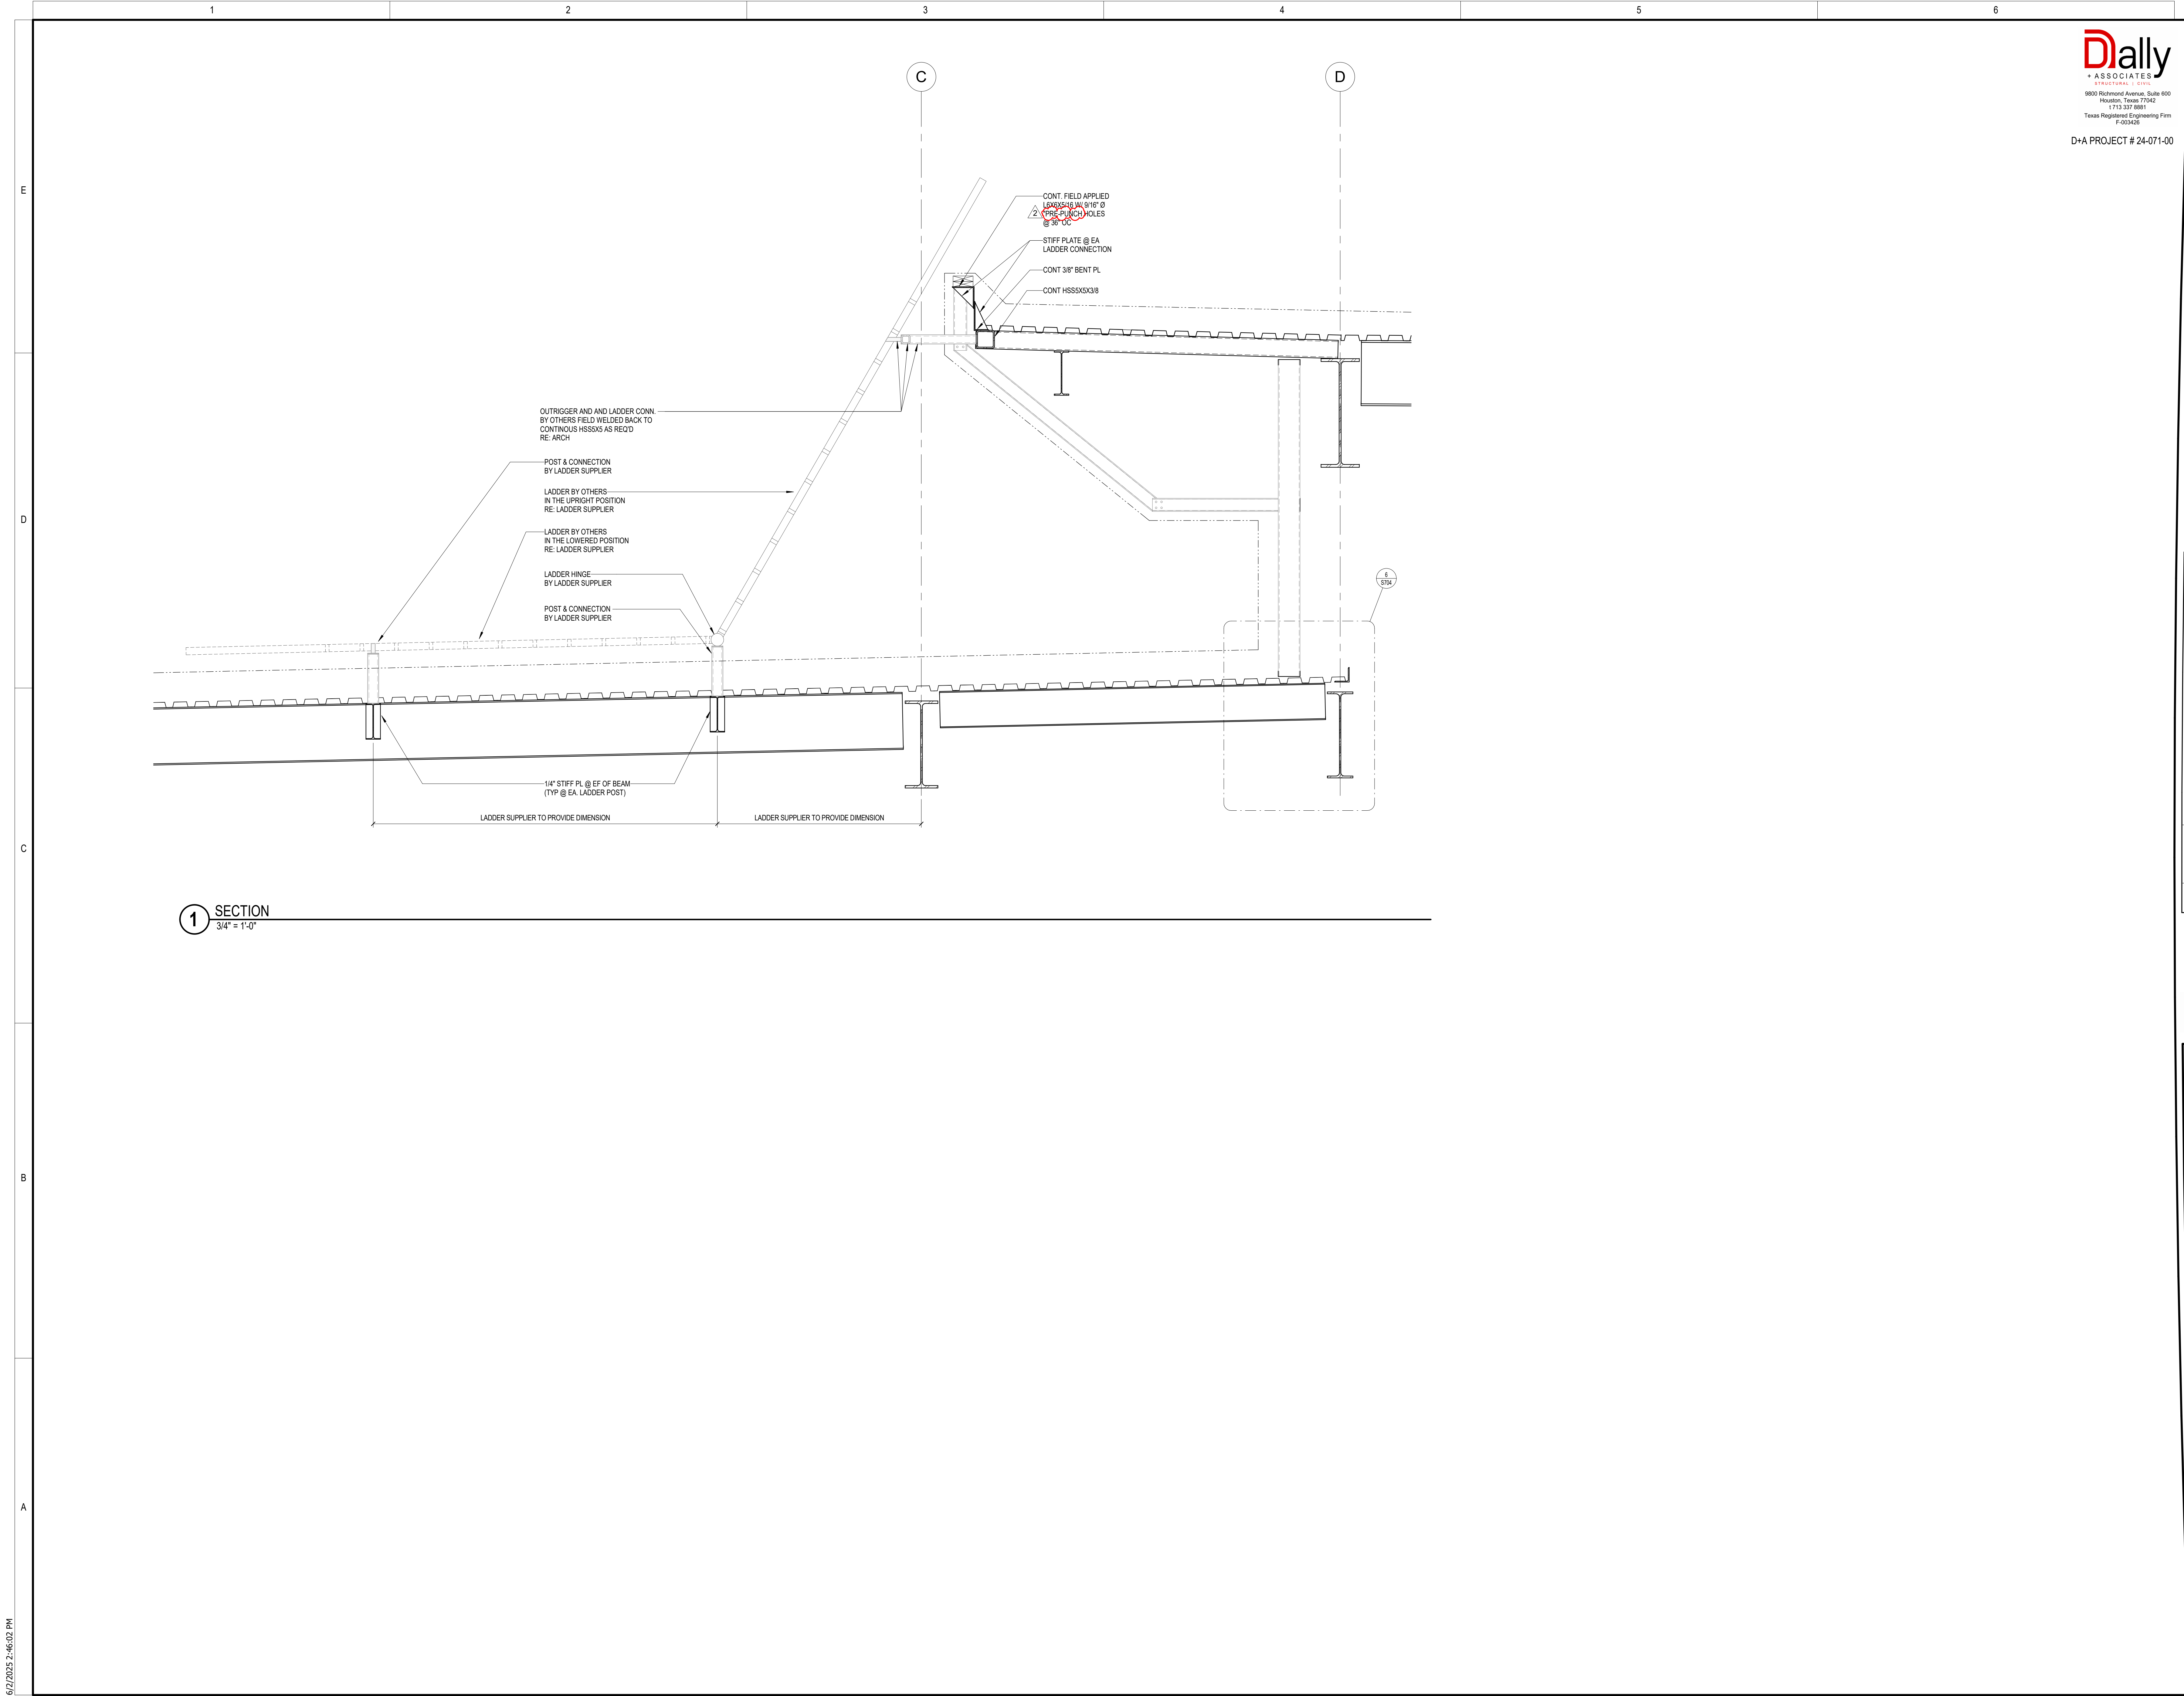 1
2
3
4
5
6
E
D
C
B
A
Dally
+ ASSOCIATES
STRUCTURAL | CIVIL
9800 Richmond Avenue, Suite 600
Houston, Texas 77042
t 713 337 8881
Texas Registered Engineering Firm
F-003426
D+A PROJECT # 24-071-00
C
D
CONT. FIELD APPLIED
L6X6X5/16 W/ 9/16" Ø
"PRE-PUNCH HOLES
@ 36" OC
2
STIFF PLATE @ EA
LADDER CONNECTION
CONT 3/8" BENT PL
CONT HSS5X5X3/8
OUTRIGGER AND AND LADDER CONN.
BY OTHERS FIELD WELDED BACK TO
CONTINOUS HSS5X5 AS REQ'D
RE: ARCH
POST & CONNECTION
BY LADDER SUPPLIER
LADDER BY OTHERS
IN THE UPRIGHT POSITION
RE: LADDER SUPPLIER
LADDER BY OTHERS
IN THE LOWERED POSITION
RE: LADDER SUPPLIER
LADDER HINGE
BY LADDER SUPPLIER
POST & CONNECTION
BY LADDER SUPPLIER
6
S704
1/4" STIFF PL @ EF OF BEAM
(TYP @ EA. LADDER POST)
LADDER SUPPLIER TO PROVIDE DIMENSION
LADDER SUPPLIER TO PROVIDE DIMENSION
1
SECTION
3/4" = 1'-0"
6/2/2025 2:46:02 PM